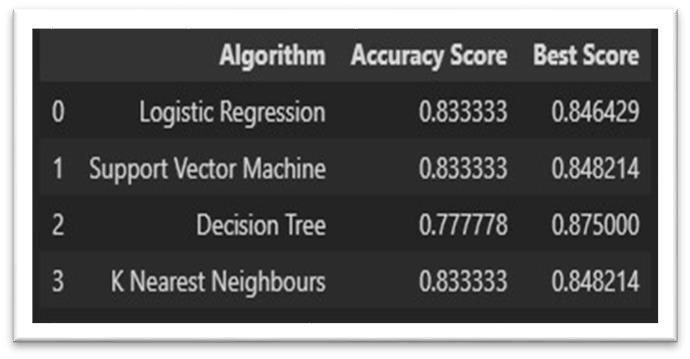 Algorithm Accuracy Score Best Score
0 Logistic Regression 0.833333 0.846429
1 Support Vector Machine 0.833333 0.848214
2 Decision Tree 0.777778 0.875000
3 K Nearest Neighbours 0.833333 0.848214